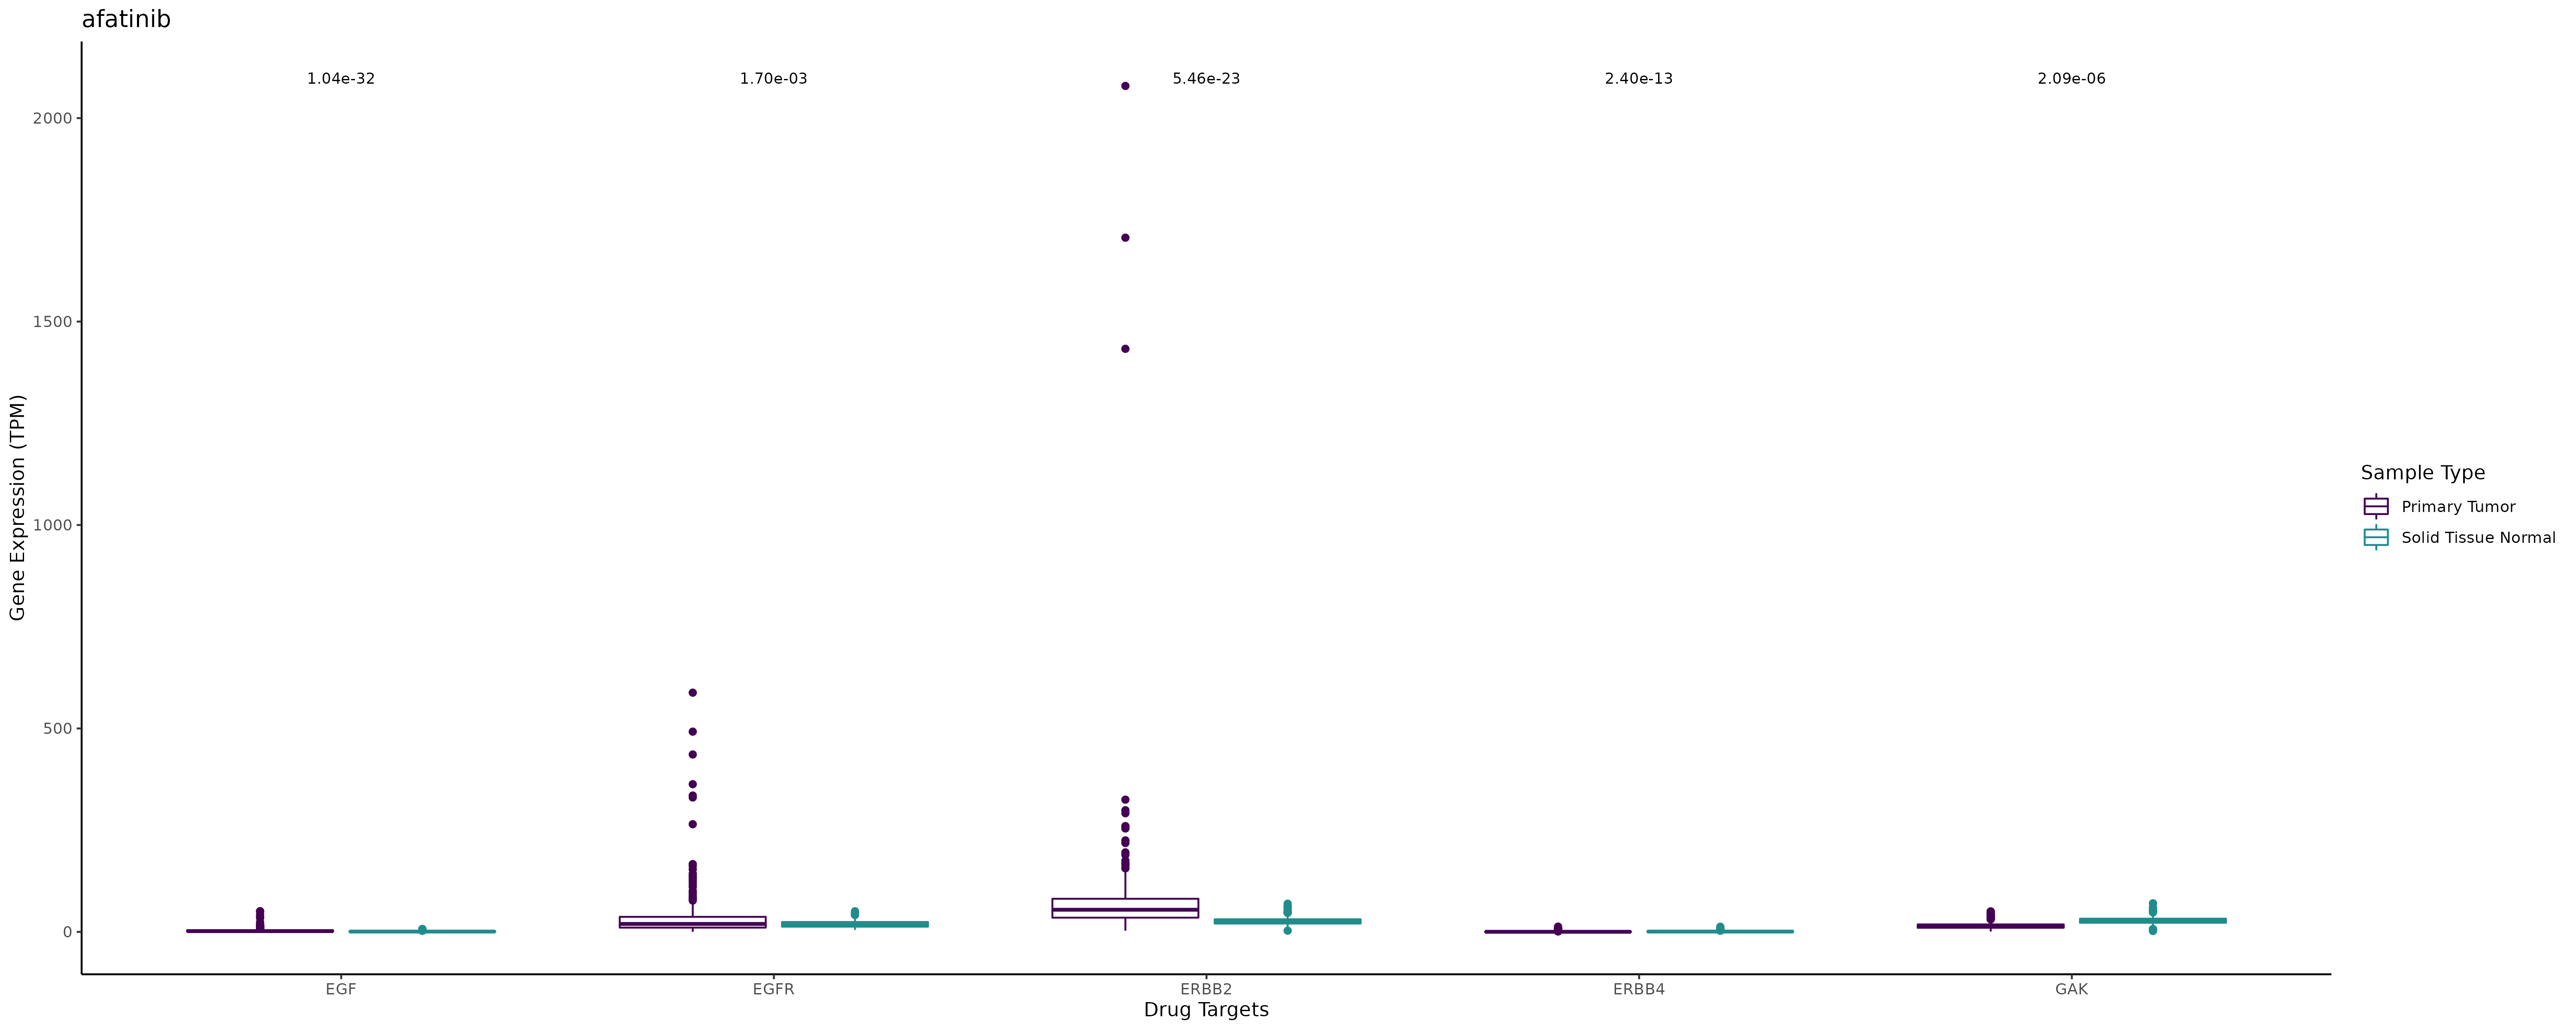 afatinib
1.04e-32
1.70e-03
5.46e-23
2.40e-13
2.09e-06
2000
1500
1000
500
0
Gene Expression (TPM)
EGF
EGFR
ERBB2
ERBB4
GAK
Drug Targets
Sample Type
Primary Tumor
Solid Tissue Normal